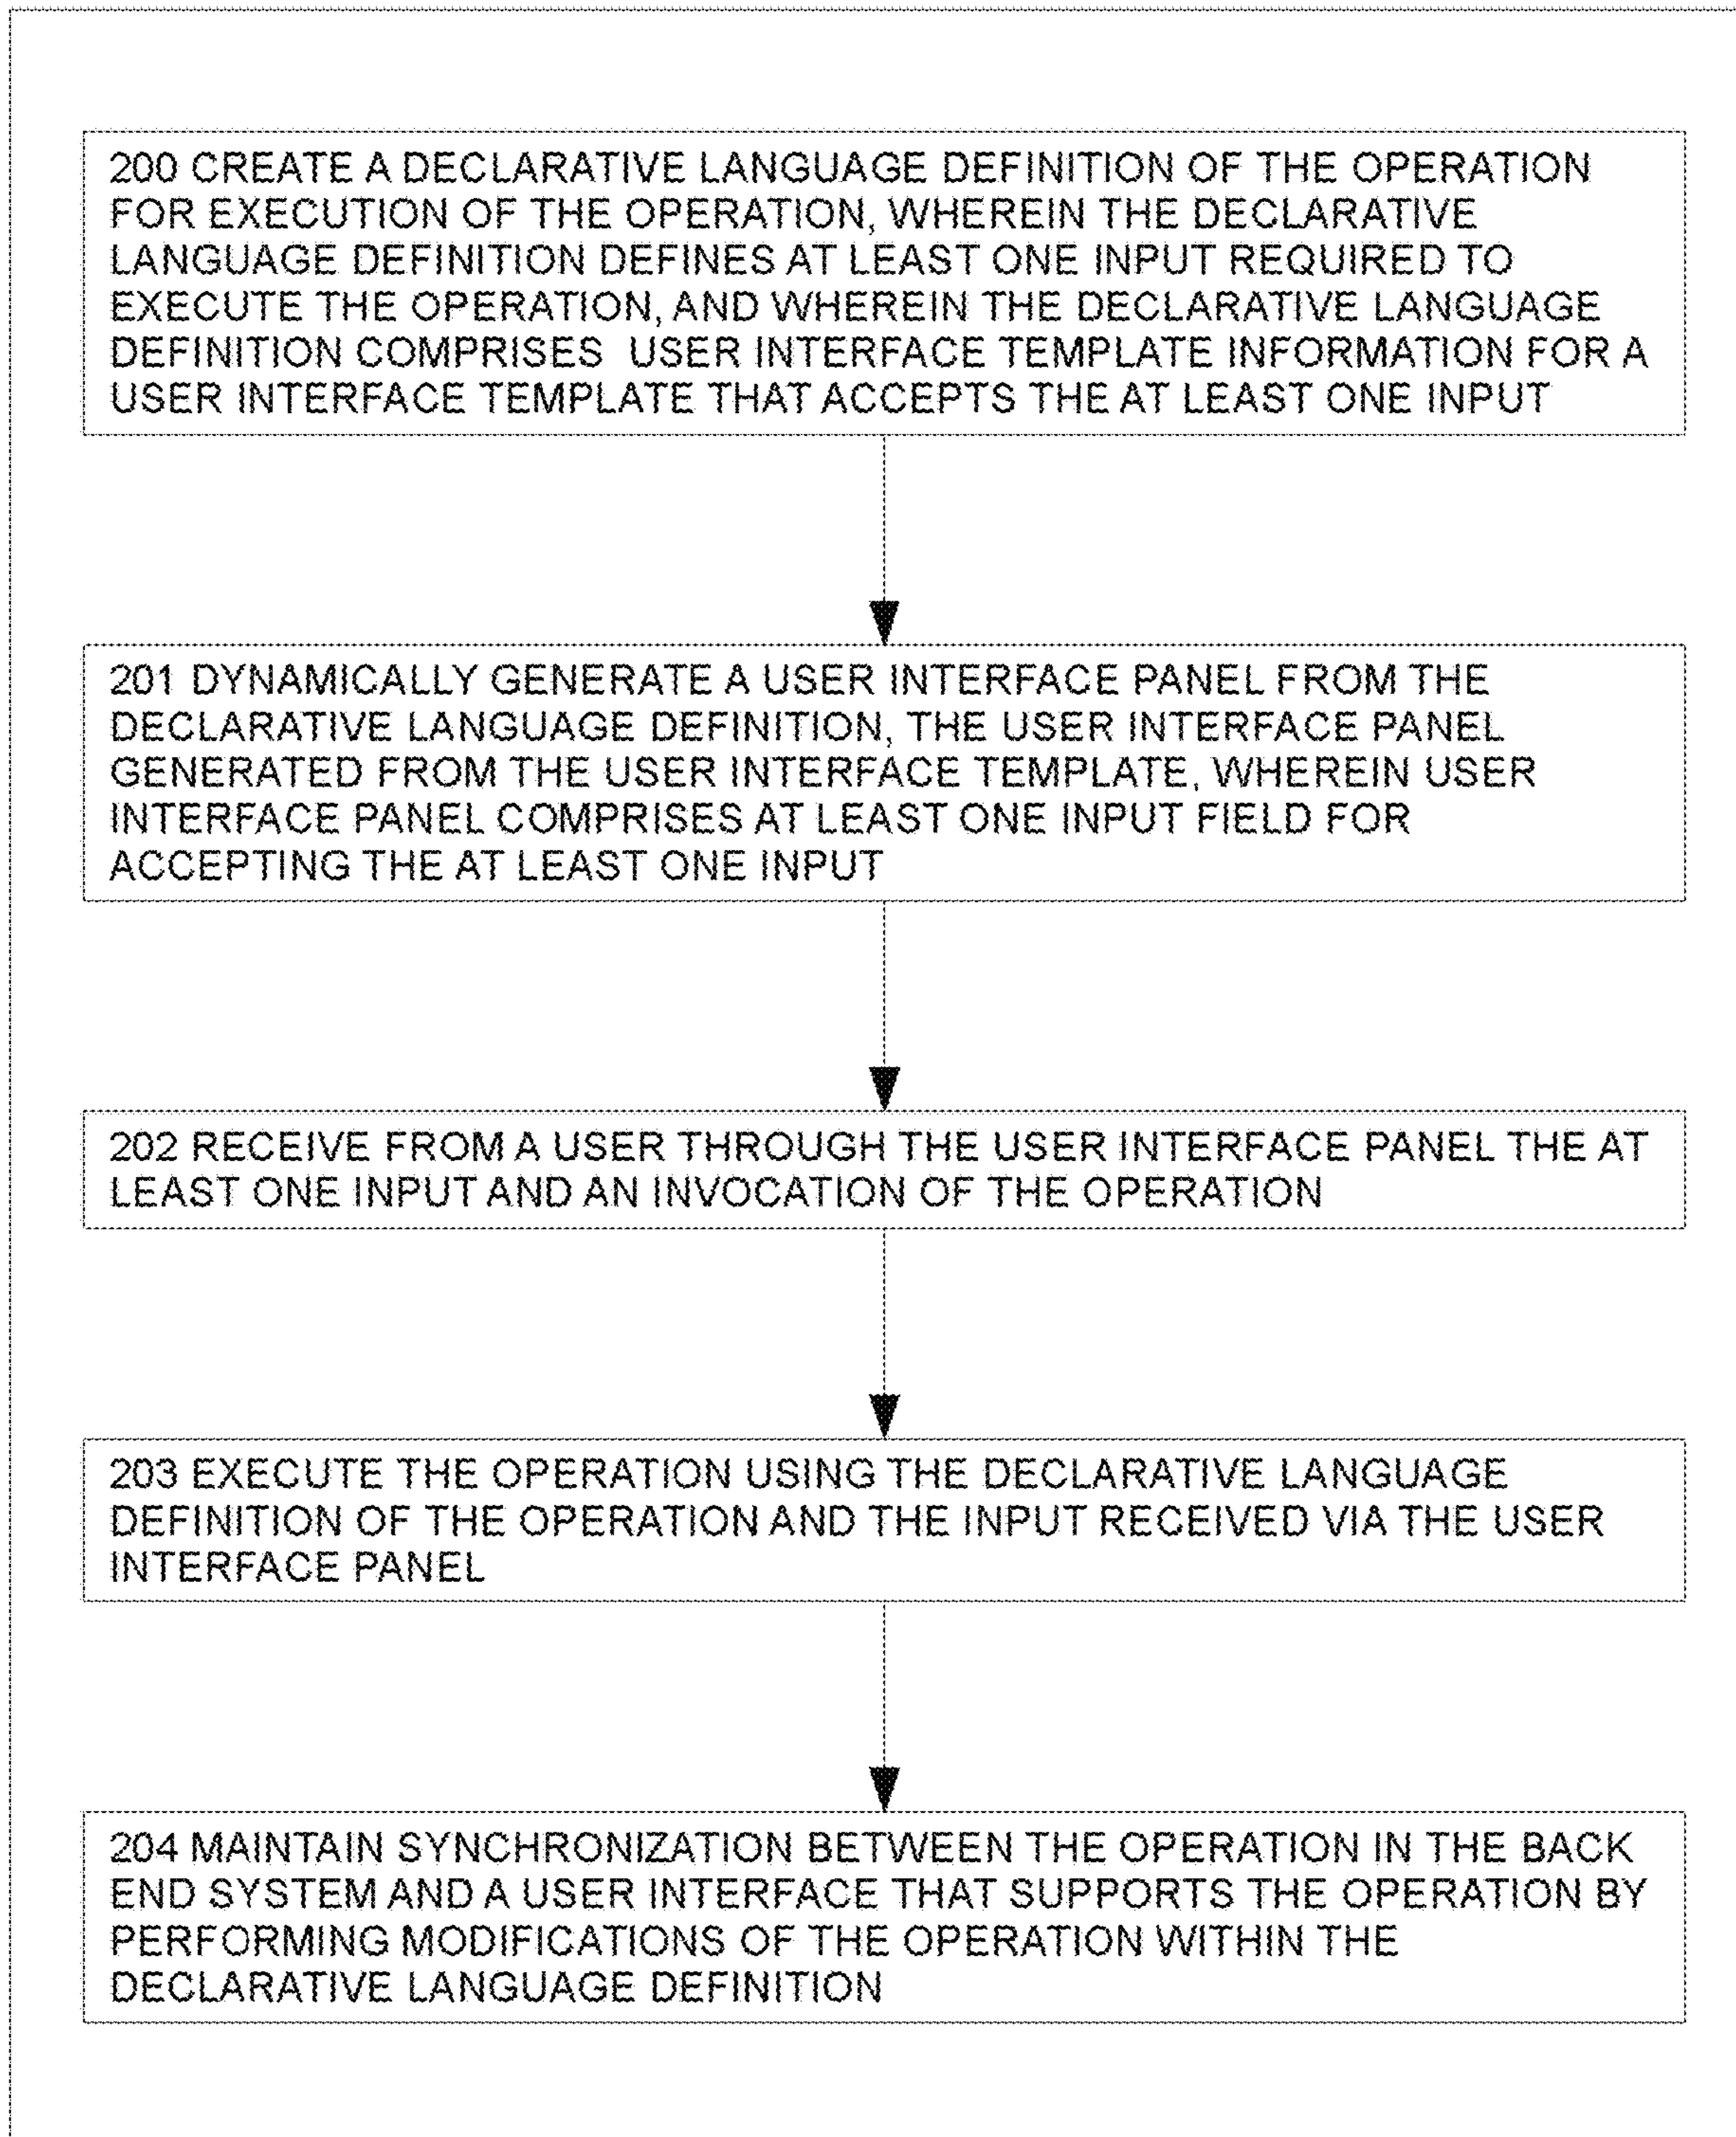 200 CREATE A DECLARATIVE LANGUAGE DEFINITION OF THE OPERATION
FOR EXECUTION OF THE OPERATION, WHEREIN THE DECLARATIVE
LANGUAGE DEFINITION DEFINES AT LEAST ONE INPUT REQUIRED TO
EXECUTE THE OPERATION, AND WHEREIN THE DECLARATIVE LANGUAGE
DEFINITION COMPRISES USER INTERFACE TEMPLATE INFORMATION FOR A
USER INTERFACE TEMPLATE THAT ACCEPTS THE AT LEAST ONE INPUT
201 DYNAMICALLY GENERATE A USER INTERFACE PANEL FROM THE
DECLARATIVE LANGUAGE DEFINITION, THE USER INTERFACE PANEL
GENERATED FROM THE USER INTERFACE TEMPLATE, WHEREIN USER
INTERFACE PANEL COMPRISES AT LEAST ONE INPUT FIELD FOR
ACCEPTING THE AT LEAST ONE INPUT
202 RECEIVE FROM A USER THROUGH THE USER INTERFACE PANEL THE AT
LEAST ONE INPUT AND AN INVOCATION OF THE OPERATION
203 EXECUTE THE OPERATION USING THE DECLARATIVE LANGUAGE
DEFINITION OF THE OPERATION AND THE INPUT RECEIVED VIA THE USER
INTERFACE PANEL
204 MAINTAIN SYNCHRONIZATION BETWEEN THE OPERATION IN THE BACK
END SYSTEM AND A USER INTERFACE THAT SUPPORTS THE OPERATION BY
PERFORMING MODIFICATIONS OF THE OPERATION WITHIN THE
DECLARATIVE LANGUAGE DEFINITION